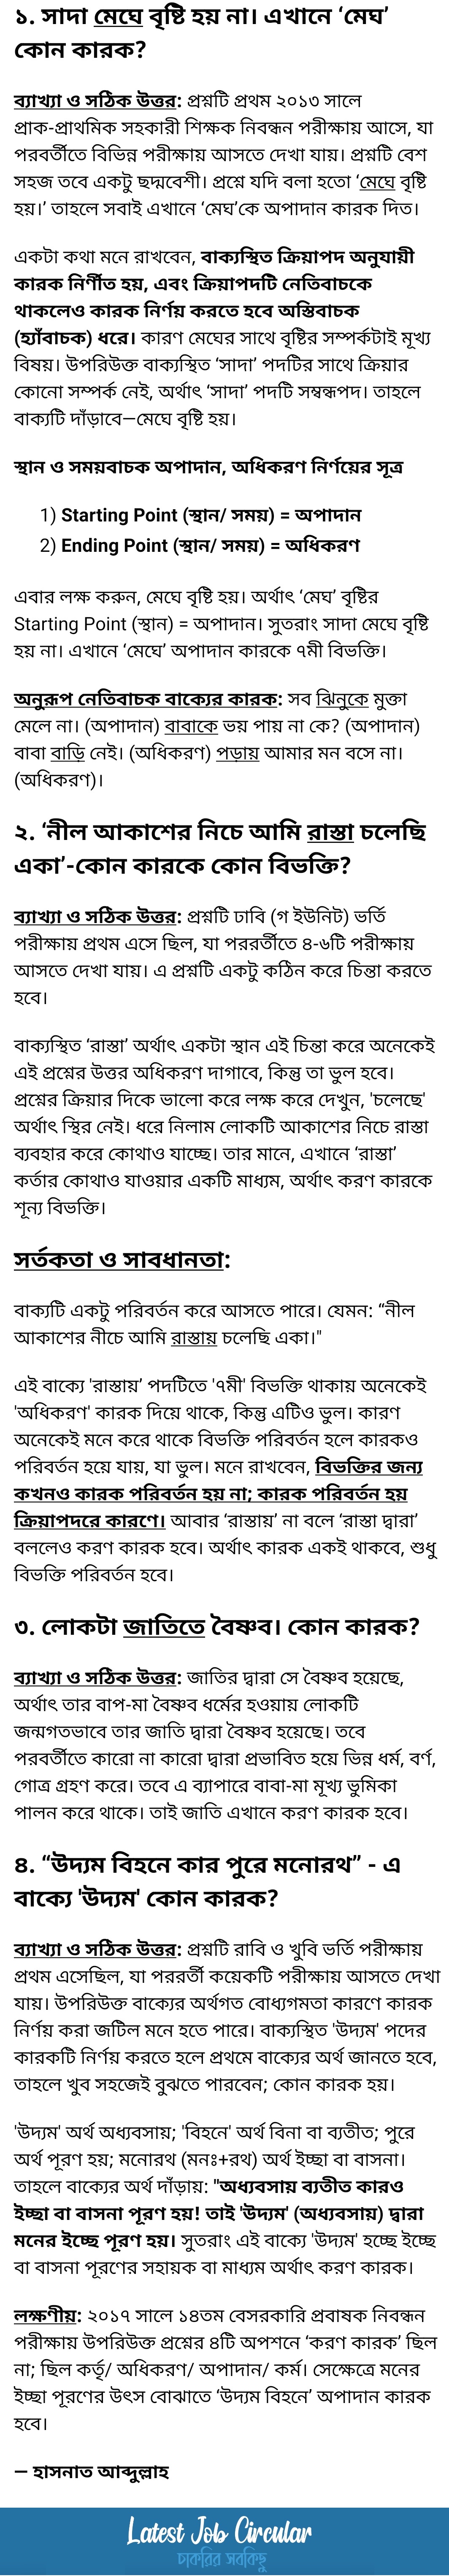 ১. সাদা মেঘে বৃষ্টি হয় না। এখানে ‘মেঘ’
কোন কারক?
ব্যাখ্যা ও সঠিক উত্তর: প্রশ্নটি প্রথম ২০১৩ সালে
প্রাক-প্রাথমিক সহকারী শিক্ষক নিবন্ধন পরীক্ষায় আসে, যা
পরবর্তীতে বিভিন্ন পরীক্ষায় আসতে দেখা যায়। প্রশ্নটি বেশ
সহজ তবে একটু ছদ্মবেশী। প্রশ্নে যদি বলা হতো ‘মেঘে বৃষ্টি
হয়।’ তাহলে সবাই এখানে ‘মেঘ’কে অপাদান কারক দিত।
একটা কথা মনে রাখবেন, বাক্যস্থিত ক্রিয়াপদ অনুযায়ী
কারক নির্ণীত হয়, এবং ক্রিয়াপদটি নেতিবাচকে
থাকলেও কারক নির্ণয় করতে হবে অস্তিবাচক
(হ্যাঁবাচক) ধরে। কারণ মেঘের সাথে বৃষ্টির সম্পর্কটাই মূখ্য
বিষয়। উপরিউক্ত বাক্যস্থিত ‘সাদা’ পদটির সাথে ক্রিয়ার
কোনো সম্পর্ক নেই, অর্থাৎ ‘সাদা’ পদটি সম্বন্ধপদ। তাহলে
বাক্যটি দাঁড়াবে—মেঘে বৃষ্টি হয়।
স্থান ও সময়বাচক অপাদান, অধিকরণ নির্ণয়ের সূত্র
1) Starting Point (স্থান/ সময়) = অপাদান
2) Ending Point (স্থান/ সময়) = অধিকরণ
এবার লক্ষ করুন, মেঘে বৃষ্টি হয়। অর্থাৎ ‘মেঘ’ বৃষ্টির
Starting Point (স্থান) = অপাদান। সুতরাং সাদা মেঘে বৃষ্টি
হয় না। এখানে ‘মেঘে’ অপাদান কারকে ৭মী বিভক্তি।
অনুরূপ নেতিবাচক বাক্যের কারক: সব ঝিনুকে মুক্তা
মেলে না। (অপাদান) বাবাকে ভয় পায় না কে? (অপাদান)
বাবা বাড়ি নেই। (অধিকরণ) পড়ায় আমার মন বসে না।
(অধিকরণ)।
২. ‘নীল আকাশের নিচে আমি রাস্তা চলেছি
একা’-কোন কারকে কোন বিভক্তি?
ব্যাখ্যা ও সঠিক উত্তর: প্রশ্নটি ঢাবি (গ ইউনিট) ভর্তি
পরীক্ষায় প্রথম এসে ছিল, যা পররর্তীতে ৪-৬টি পরীক্ষায়
আসতে দেখা যায়। এ প্রশ্নটি একটু কঠিন করে চিন্তা করতে
হবে।
বাক্যস্থিত ‘রাস্তা’ অর্থাৎ একটা স্থান এই চিন্তা করে অনেকেই
এই প্রশ্নের উত্তর অধিকরণ দাগাবে, কিন্তু তা ভুল হবে।
প্রশ্নের ক্রিয়ার দিকে ভালো করে লক্ষ করে দেখুন, 'চলেছে'
অর্থাৎ স্থির নেই। ধরে নিলাম লোকটি আকাশের নিচে রাস্তা
ব্যবহার করে কোথাও যাচ্ছে। তার মানে, এখানে ‘রাস্তা’
কর্তার কোথাও যাওয়ার একটি মাধ্যম, অর্থাৎ করণ কারকে
শূন্য বিভক্তি।
সর্তকতা ও সাবধানতা:
বাক্যটি একটু পরিবর্তন করে আসতে পারে। যেমন: “নীল
আকাশের নীচে আমি রাস্তায় চলেছি একা।"
এই বাক্যে 'রাস্তায়’ পদটিতে '৭মী' বিভক্তি থাকায় অনেকেই
'অধিকরণ' কারক দিয়ে থাকে, কিন্তু এটিও ভুল। কারণ
অনেকেই মনে করে থাকে বিভক্তি পরিবর্তন হলে কারকও
পরিবর্তন হয়ে যায়, যা ভুল। মনে রাখবেন, বিভক্তির জন্য
কখনও কারক পরিবর্তন হয় না; কারক পরিবর্তন হয়
ক্রিয়াপদরে কারণে। আবার ‘রাস্তায়’ না বলে ‘রাস্তা দ্বারা’
বললেও করণ কারক হবে। অর্থাৎ কারক একই থাকবে, শুধু
বিভক্তি পরিবর্তন হবে।
৩. লোকটা জাতিতে বৈষ্ণব। কোন কারক?
ব্যাখ্যা ও সঠিক উত্তর: জাতির দ্বারা সে বৈষ্ণব হয়েছে,
অর্থাৎ তার বাপ-মা বৈষ্ণব ধর্মের হওয়ায় লোকটি
জন্মগতভাবে তার জাতি দ্বারা বৈষ্ণব হয়েছে। তবে
পরবর্তীতে কারো না কারো দ্বারা প্রভাবিত হয়ে ভিন্ন ধর্ম, বর্ণ,
গোত্র গ্রহণ করে। তবে এ ব্যাপারে বাবা-মা মূখ্য ভুমিকা
পালন করে থাকে। তাই জাতি এখানে করণ কারক হবে।
৪. “উদ্যম বিহনে কার পুরে মনোরথ” - এ
বাক্যে 'উদ্যম' কোন কারক?
ব্যাখ্যা ও সঠিক উত্তর: প্রশ্নটি রাবি ও খুবি ভর্তি পরীক্ষায়
প্রথম এসেছিল, যা পররর্তী কয়েকটি পরীক্ষায় আসতে দেখা
যায়। উপরিউক্ত বাক্যের অর্থগত বোধ্যগমতা কারণে কারক
নির্ণয় করা জটিল মনে হতে পারে। বাক্যস্থিত 'উদ্যম' পদের
কারকটি নির্ণয় করতে হলে প্রথমে বাক্যের অর্থ জানতে হবে,
তাহলে খুব সহজেই বুঝতে পারবেন; কোন কারক হয়।
'উদ্যম' অর্থ অধ্যবসায়; 'বিহনে' অর্থ বিনা বা ব্যতীত; পুরে
অর্থ পূরণ হয়; মনোরথ (মনঃ+রথ) অর্থ ইচ্ছা বা বাসনা।
তাহলে বাক্যের অর্থ দাঁড়ায়: "অধ্যবসায় ব্যতীত কারও
ইচ্ছা বা বাসনা পূরণ হয়! তাই 'উদ্যম' (অধ্যবসায়) দ্বারা
মনের ইচ্ছে পূরণ হয়। সুতরাং এই বাক্যে 'উদ্যম' হচ্ছে ইচ্ছে
বা বাসনা পূরণের সহায়ক বা মাধ্যম অর্থাৎ করণ কারক।
লক্ষণীয়: ২০১৭ সালে ১৪তম বেসরকারি প্রবাষক নিবন্ধন
পরীক্ষায় উপরিউক্ত প্রশ্নের ৪টি অপশনে ‘করণ কারক’ ছিল
না; ছিল কর্তৃ/ অধিকরণ/ অপাদান/ কর্ম। সেক্ষেত্রে মনের
ইচ্ছা পূরণের উৎস বোঝাতে ‘উদ্যম বিহনে’ অপাদান কারক
হবে।
— হাসনাত আব্দুল্লাহ
Latest Job Circular
চাকরির সবকিছু